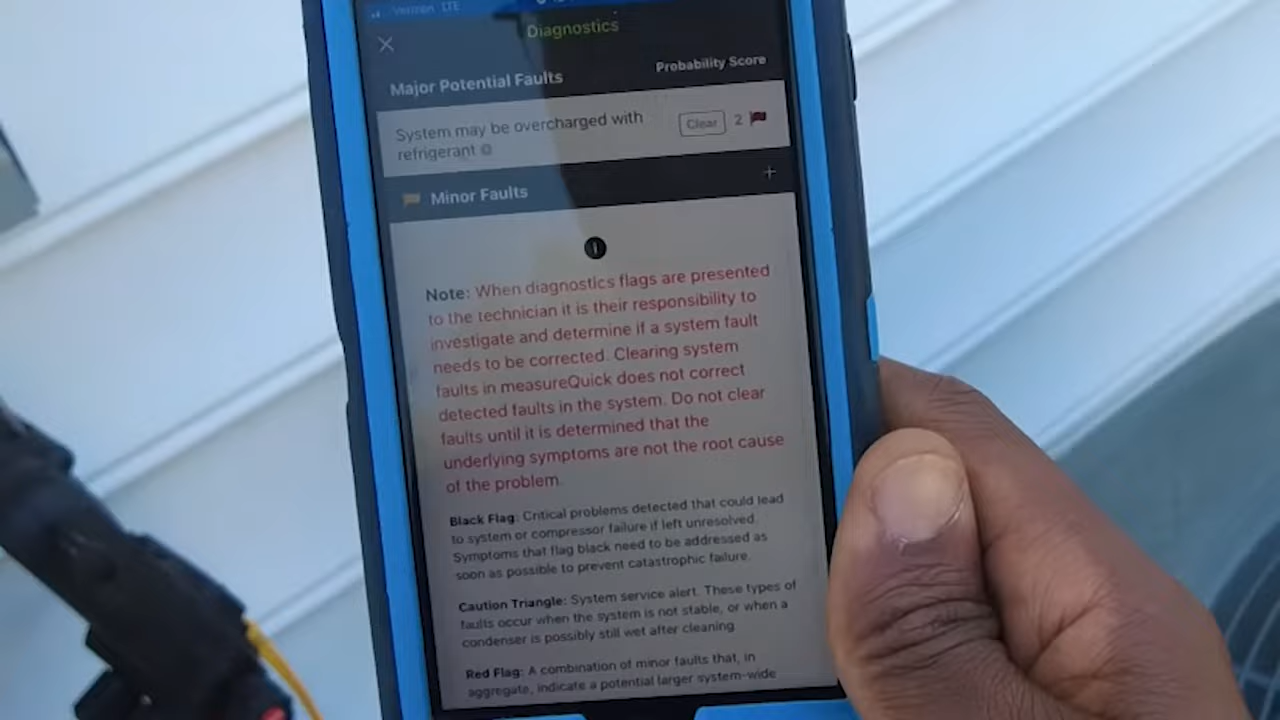 Verizon LTE
Diagnostics
Major Potential Faults
Probability Score
System may be overcharged with
refrigerant
Clear
2
Minor Faults
+
Note: When diagnostics flags are presented
to the technician it is their responsibility to
investigate and determine if a system fault
needs to be corrected. Clearing system
faults in measureQuick does not correct
detected faults in the system. Do not clear
faults until it is determined that the
underlying symptoms are not the root cause
of the problem.
Black Flag: Critical problems detected that could lead
to system or compressor failure if left unresolved.
Symptoms that flag black need to be addressed as
soon as possible to prevent catastrophic failure.
Caution Triangle: System service alert. These types of
faults occur when the system is not stable, or when a
condenser is possibly still wet after cleaning.
Red Flag: A combination of minor faults that, in
aggregate, indicate a potential larger system-wide